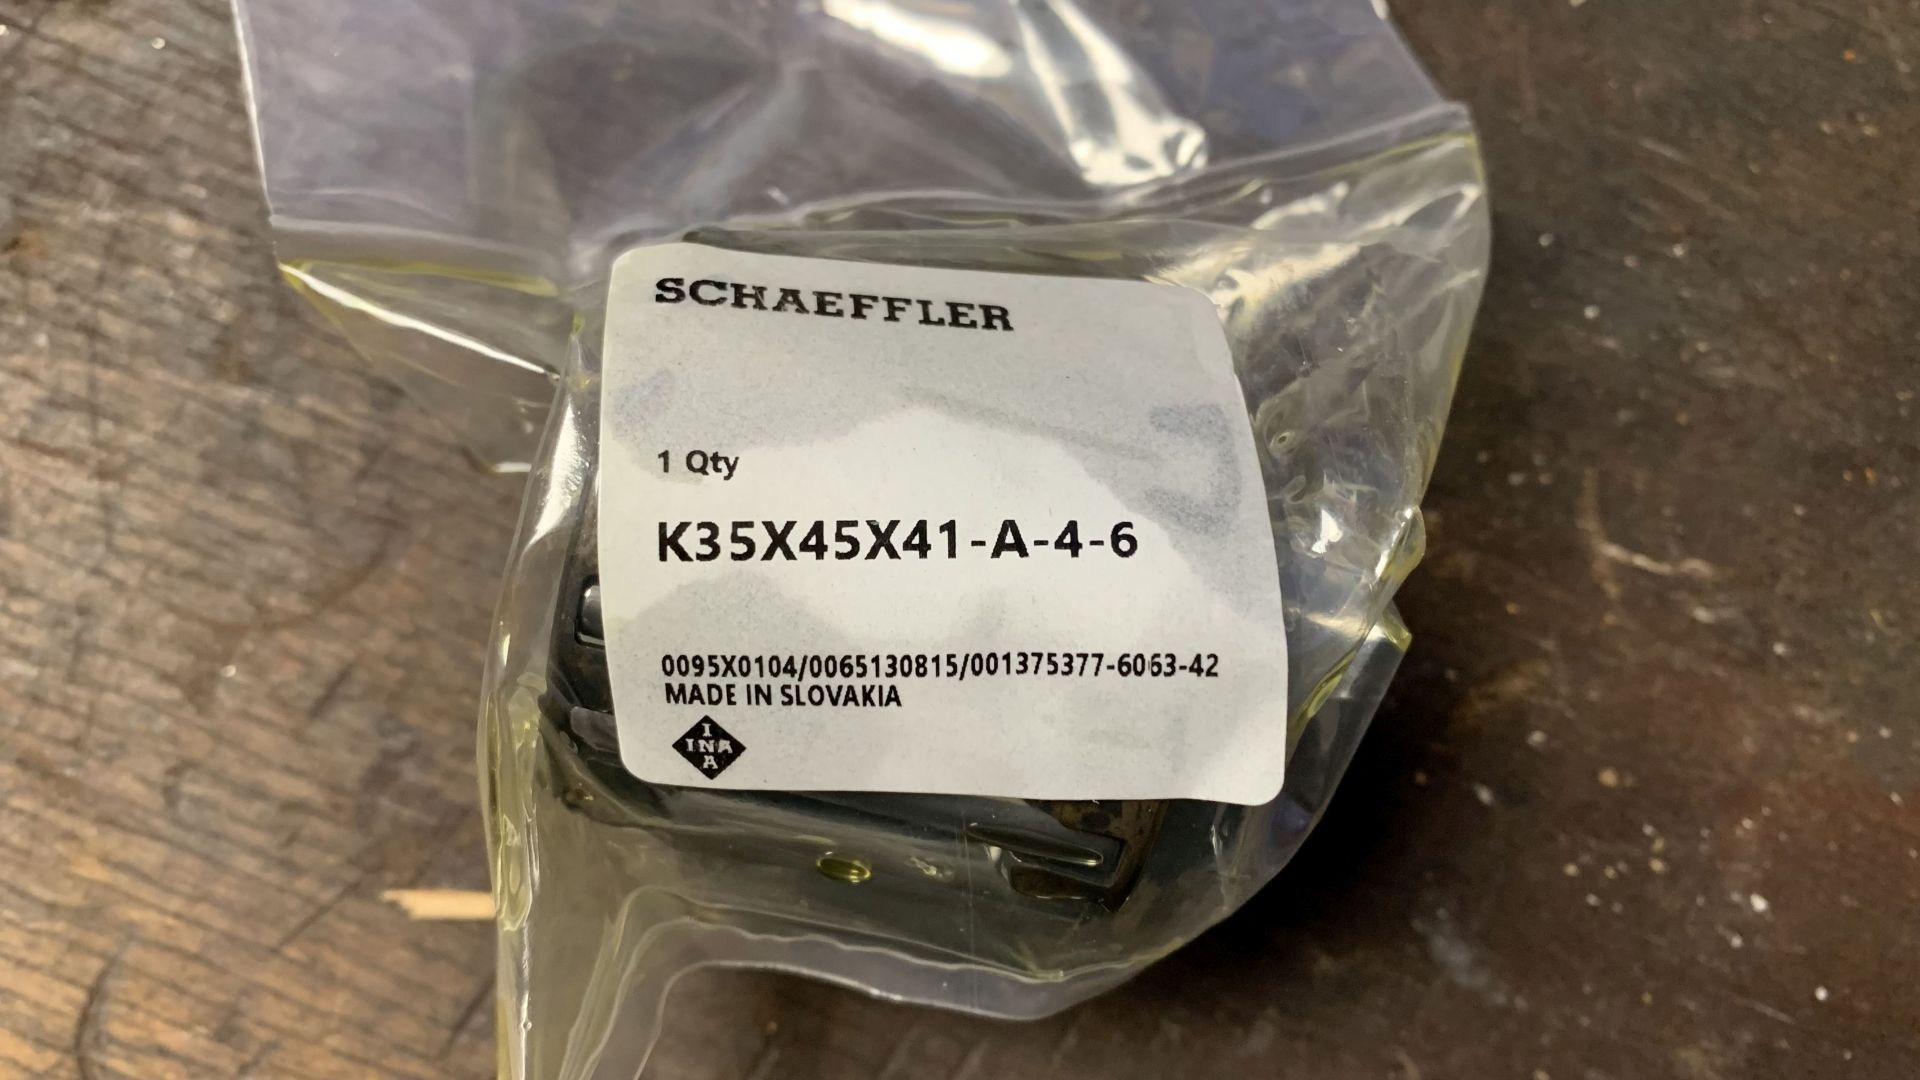 SCHAEFFLER
1 Qty
K35X45X41-A-4-6
0095X0104/0065130815/001375377-6063-42
MADE IN SLOVAKIA
I
INA
A